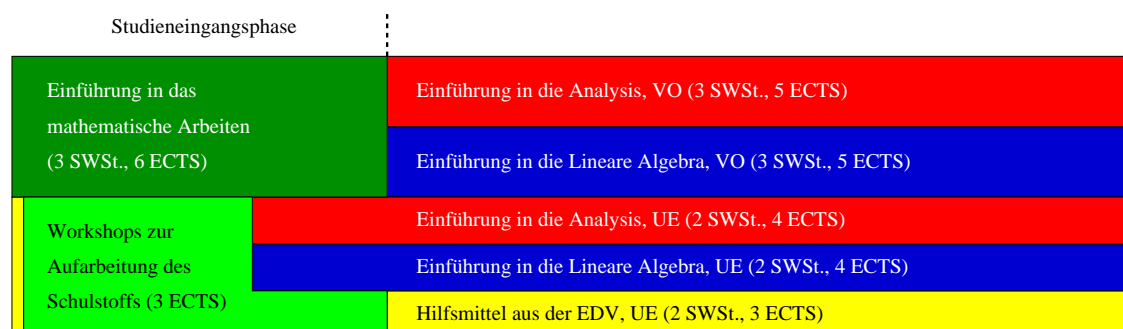 Studieneingangsphase
Einführung in das
mathematische Arbeiten
(3 SWSt., 6 ECTS)
Einführung in die Analysis, VO (3 SWSt., 5 ECTS)
Einführung in die Lineare Algebra, VO (3 SWSt., 5 ECTS)
Workshops zur
Aufarbeitung des
Schulstoffs (3 ECTS)
Einführung in die Analysis, UE (2 SWSt., 4 ECTS)
Einführung in die Lineare Algebra, UE (2 SWSt., 4 ECTS)
Hilfsmittel aus der EDV, UE (2 SWSt., 3 ECTS)